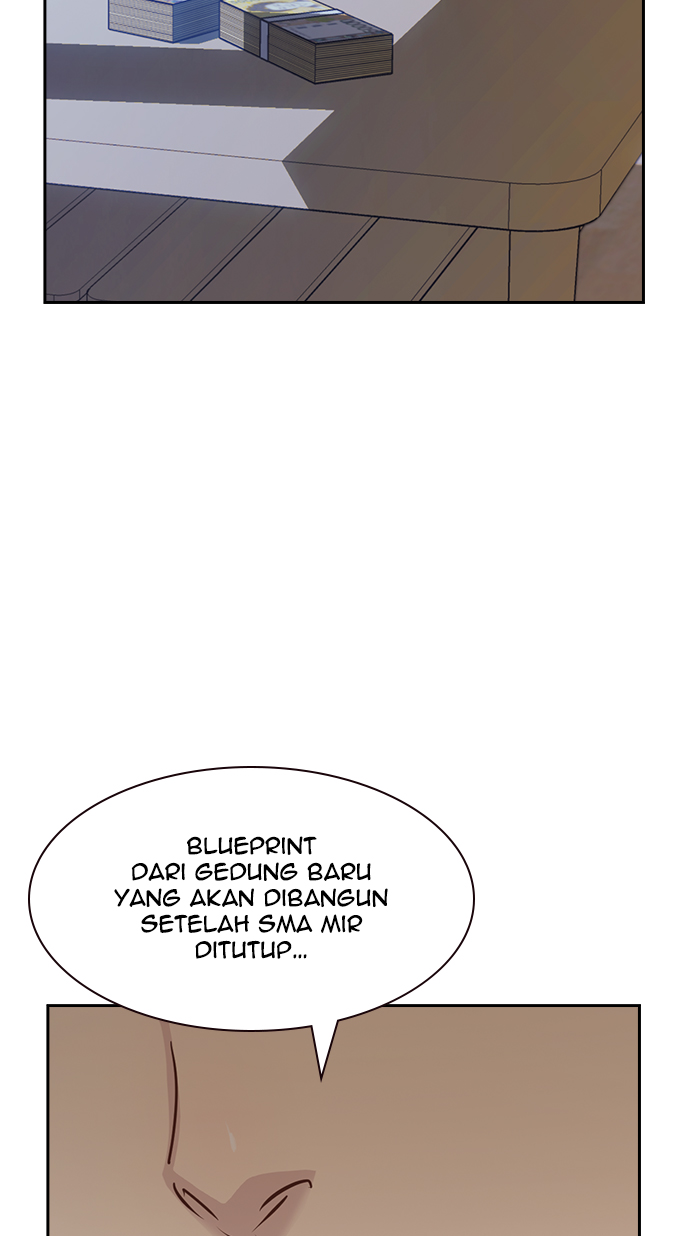 BLUEPRINT
DARI GEDUNG BARU
YANG AKAN DIBANGUN
SETELAH SMA MIR
DITUTUP...